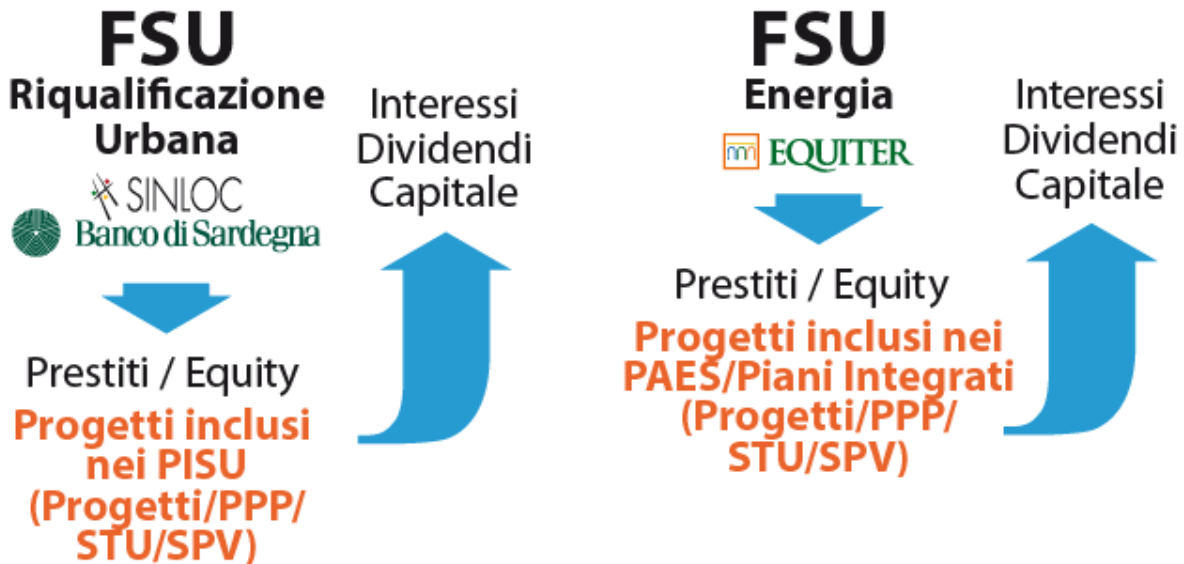 FSU
Riqualificazione
Urbana
SINLOC
Banco di Sardegna
Prestiti / Equity
Progetti inclusi
nei PISU
(Progetti/PPP/
STU/SPV)
Interessi
Dividendi
Capitale
FSU
Energia
EQUITER
Prestiti / Equity
Progetti inclusi nei
PAES/Piani Integrati
(Progetti/PPP/
STU/SPV)
Interessi
Dividendi
Capitale